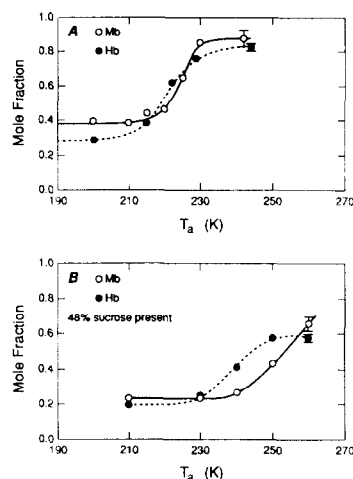 A
Mb
Hb
Mole Fraction
1.0
0.8
0.6
0.4
0.2
0.0
190 210 230 250 270
Ta (K)
B
Mb
Hb
48% sucrose present
Mole Fraction
1.0
0.8
0.6
0.4
0.2
0.0
190 210 230 250 270
Ta (K)